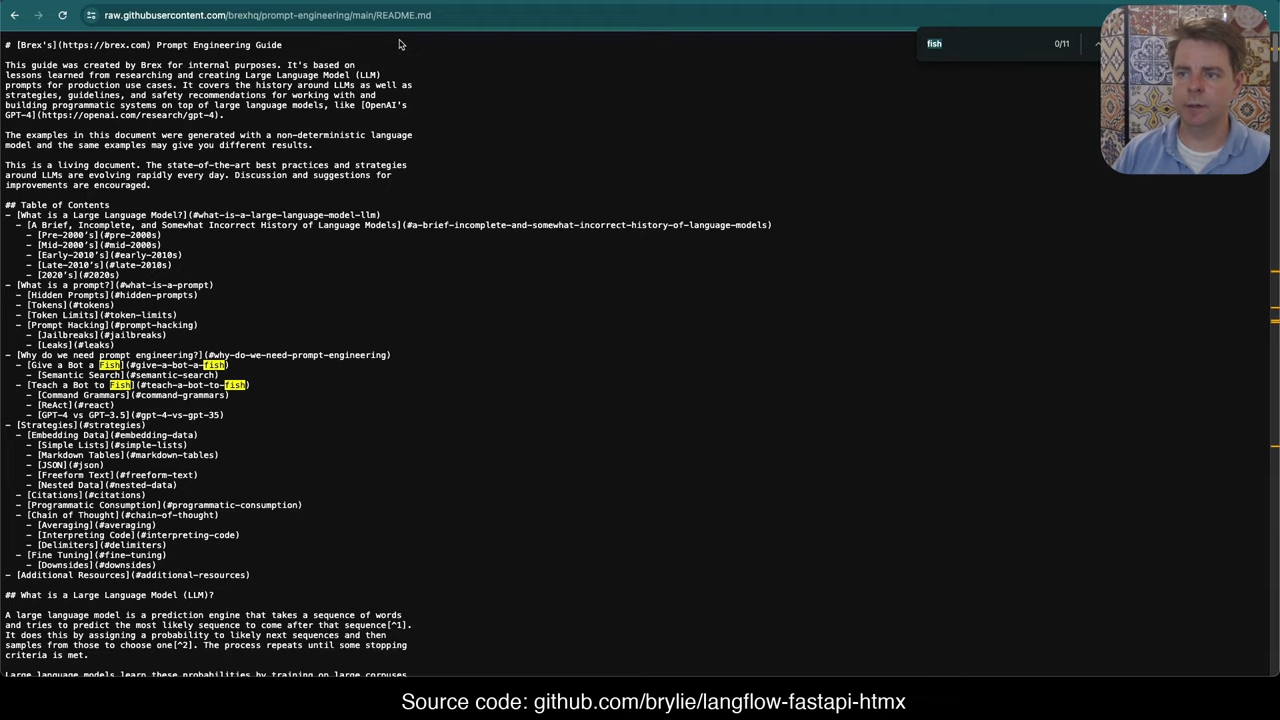 raw.githubusercontent.com/brexhq/prompt-engineering/main/README.md
fish
0/11
# [Brex's](https://brex.com) Prompt Engineering Guide
This guide was created by Brex for internal purposes. It's based on
lessons learned from researching and creating Large Language Model (LLM)
prompts for production use cases. It covers the history around LLMs as well as
strategies, guidelines, and safety recommendations for working with and
building programmatic systems on top of large language models, like [OpenAI's
GPT-4](https://openai.com/research/gpt-4).
The examples in this document were generated with a non-deterministic language
model and the same examples may give you different results.
This is a living document. The state-of-the-art best practices and strategies
around LLMs are evolving rapidly every day. Discussion and suggestions for
improvements are encouraged.
## Table of Contents
- [What is a Large Language Model?](#what-is-a-large-language-model-llm)
- [A Brief, Incomplete, and Somewhat Incorrect History of Language Models](#a-brief-incomplete-and-somewhat-incorrect-history-of-language-models)
- [Pre-2000's](#pre-2000s)
- [Mid-2000's](#mid-2000s)
- [Early-2010's](#early-2010s)
- [Late-2010's](#late-2010s)
- [2020's](#2020s)
- [What is a prompt?](#what-is-a-prompt)
- [Hidden Prompts](#hidden-prompts)
- [Tokens](#tokens)
- [Token Limits](#token-limits)
- [Prompt Hacking](#prompt-hacking)
- [Jailbreaks](#jailbreaks)
- [Leaks](#leaks)
- [Why do we need prompt engineering?](#why-do-we-need-prompt-engineering)
- [Give a Bot a Fish](#give-a-bot-a-fish)
- [Semantic Search](#semantic-search)
- [Teach a Bot to Fish](#teach-a-bot-to-fish)
- [Command Grammars](#command-grammars)
- [ReAct](#react)
- [GPT-4 vs GPT-3.5](#gpt-4-vs-gpt-35)
- [Strategies](#strategies)
- [Embedding Data](#embedding-data)
- [Simple Lists](#simple-lists)
- [Markdown Tables](#markdown-tables)
- [JSON](#json)
- [Freeform Text](#freeform-text)
- [Nested Data](#nested-data)
- [Citations](#citations)
- [Programmatic Consumption](#programmatic-consumption)
- [Chain of Thought](#chain-of-thought)
- [Averaging](#averaging)
- [Interpreting Code](#interpreting-code)
- [Delimiters](#delimiters)
- [Fine Tuning](#fine-tuning)
- [Downsides](#downsides)
- [Additional Resources](#additional-resources)
## What is a Large Language Model (LLM)?
A large language model is a prediction engine that takes a sequence of words
and tries to predict the most likely sequence to come after that sequence[^1].
It does this by assigning a probability to likely next sequences and then
samples from those to choose one[^2]. The process repeats until some stopping
criteria is met.
Large language models learn these probabilities by training on large corpuses
Source code: github.com/brylie/langflow-fastapi-htmx